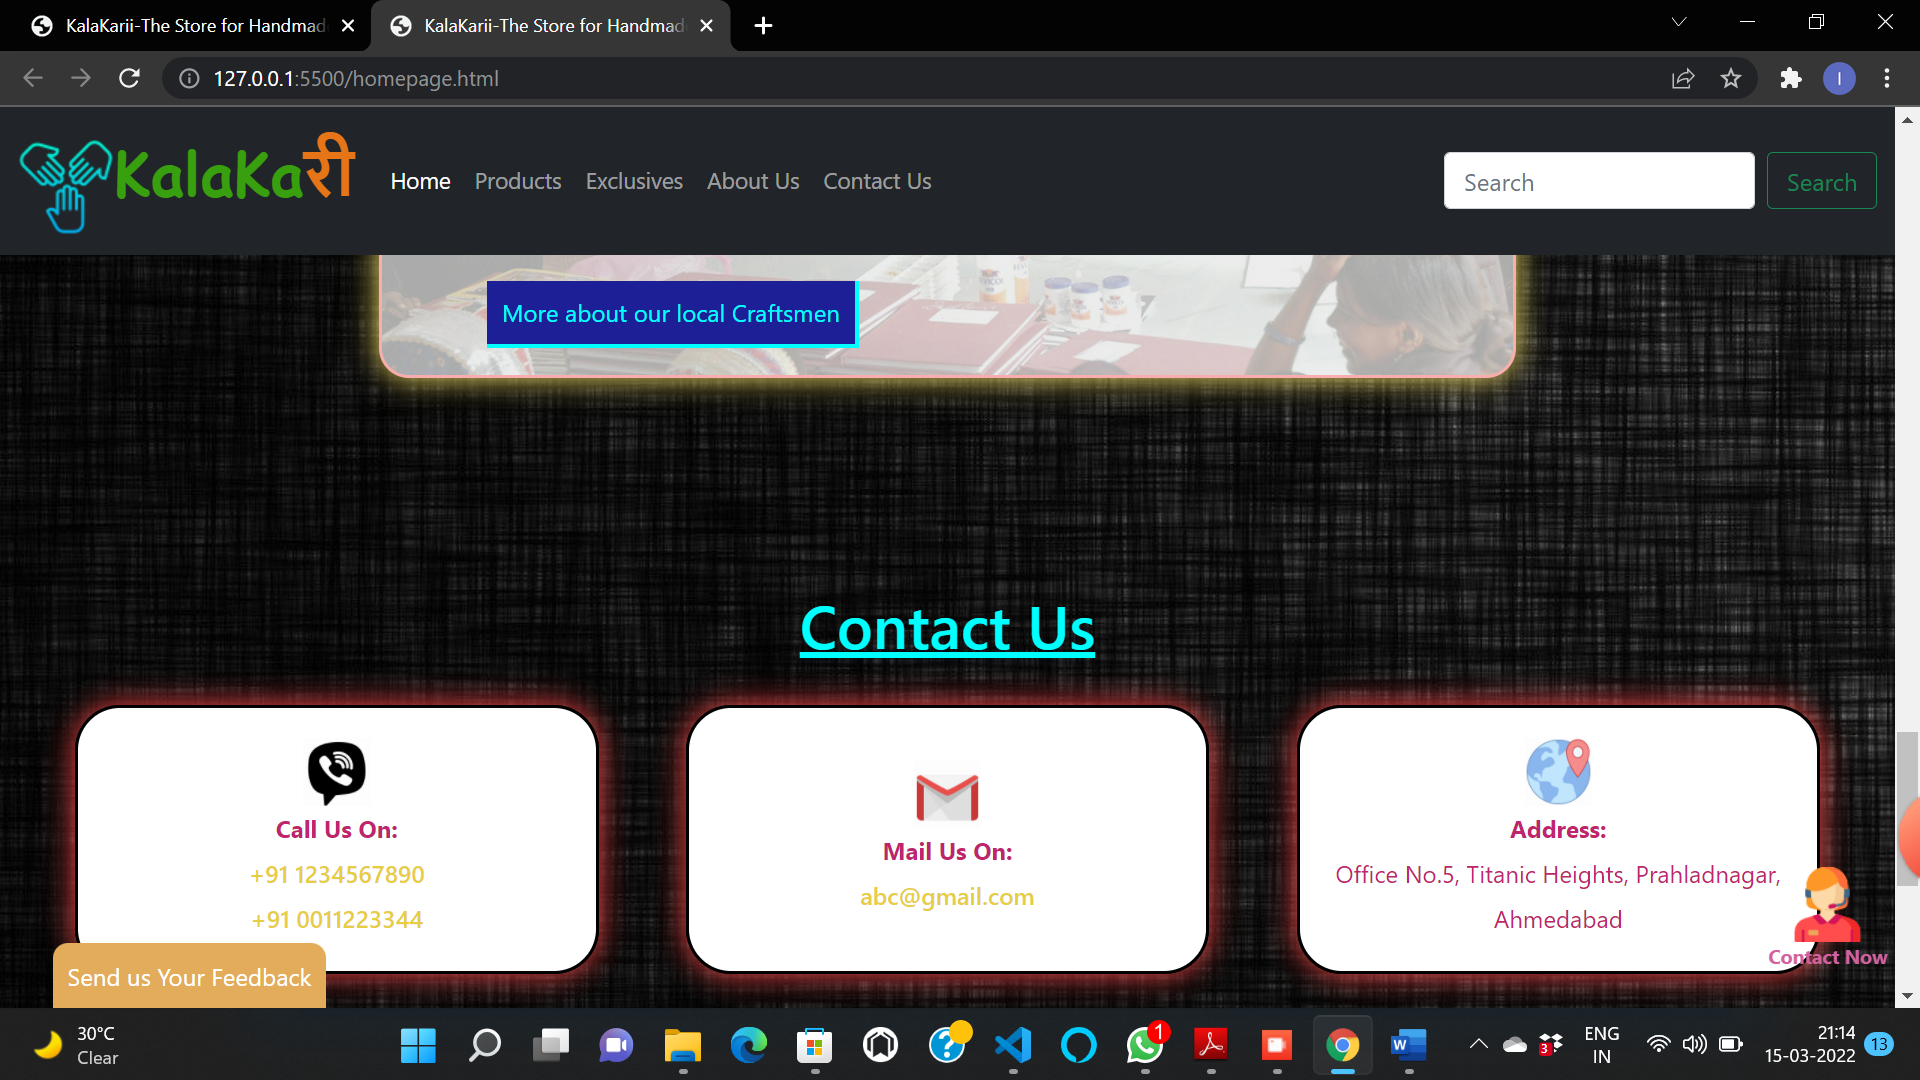 KalaKarii-The Store for Handmad
KalaKarii-The Store for Handmad
127.0.0.1:5500/homepage.html
I
KalaKaरी
Home Products Exclusives About Us Contact Us
Search
Search
More about our local Craftsmen
Contact Us
Call Us On:
+91 1234567890
+91 0011223344
Mail Us On:
abc@gmail.com
Address:
Office No.5, Titanic Heights, Prahladnagar,
Ahmedabad
Contact Now
Send us Your Feedback
30°C
Clear
1
W
3
ENG
IN
21:14
15-03-2022
13